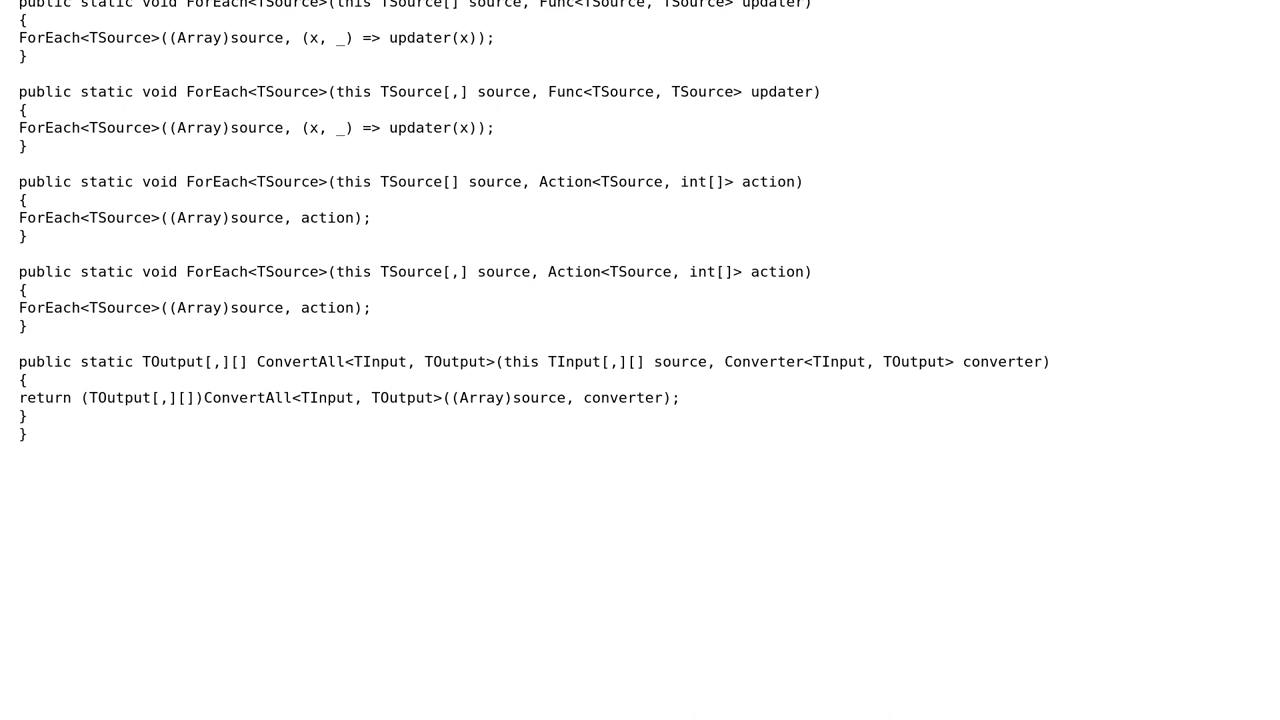 public static void ForEach<TSource>(this TSource[] source, Func<TSource, TSource> updater)
{
ForEach<TSource>((Array)source, (x, _) => updater(x));
}
public static void ForEach<TSource>(this TSource[,] source, Func<TSource, TSource> updater)
{
ForEach<TSource>((Array)source, (x, _) => updater(x));
}
public static void ForEach<TSource>(this TSource[] source, Action<TSource, int[]> action)
{
ForEach<TSource>((Array)source, action);
}
public static void ForEach<TSource>(this TSource[,] source, Action<TSource, int[]> action)
{
ForEach<TSource>((Array)source, action);
}
public static TOutput[,][] ConvertAll<TInput, TOutput>(this TInput[,][] source, Converter<TInput, TOutput> converter)
{
return (TOutput[,][])ConvertAll<TInput, TOutput>((Array)source, converter);
}
}